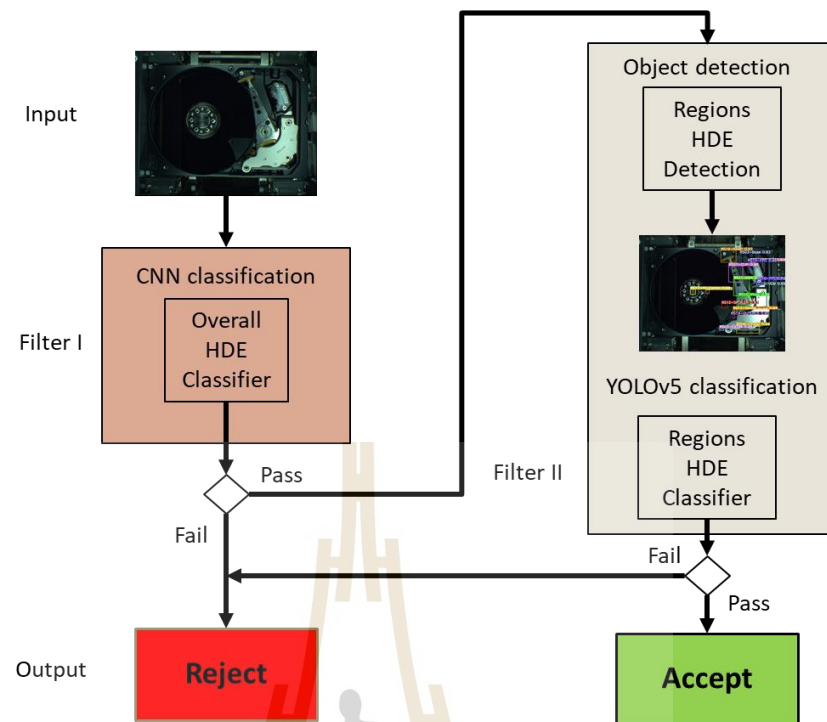 Input
Object detection
Regions
HDE
Detection
CNN classification
Filter I
Overall
HDE
Classifier
YOLOv5 classification
Regions
HDE
Classifier
Pass
Filter II
Fail
Fail
Pass
Output
Reject
Accept